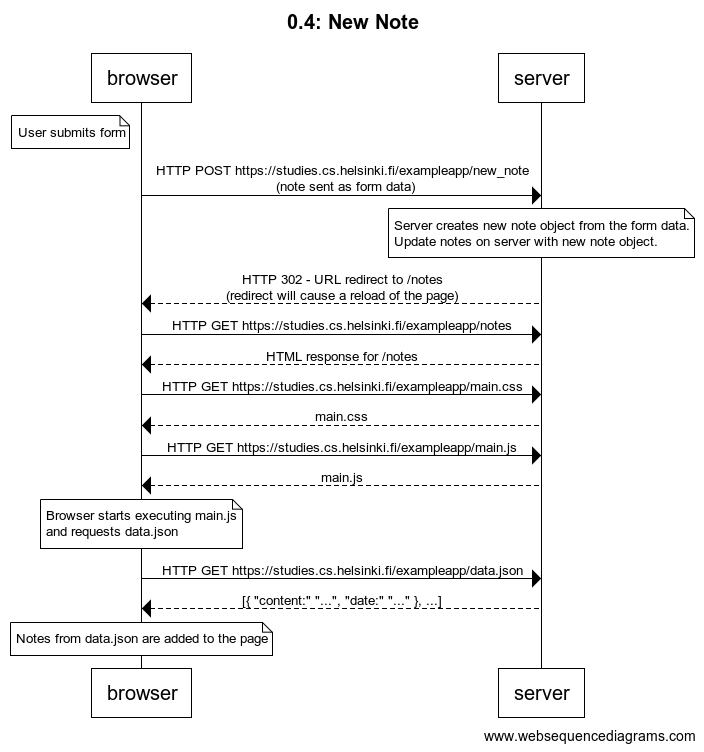 0.4: New Note
browser
server
User submits form
HTTP POST https://studies.cs.helsinki.fi/exampleapp/new_note
(note sent as form data)
Server creates new note object from the form data.
Update notes on server with new note object.
HTTP 302 - URL redirect to /notes
(redirect will cause a reload of the page)
HTTP GET https://studies.cs.helsinki.fi/exampleapp/notes
HTML response for /notes
HTTP GET https://studies.cs.helsinki.fi/exampleapp/main.css
main.css
HTTP GET https://studies.cs.helsinki.fi/exampleapp/main.js
main.js
Browser starts executing main.js
and requests data.json
HTTP GET https://studies.cs.helsinki.fi/exampleapp/data.json
[{ "content:" "...", "date:" "..." }, ...]
Notes from data.json are added to the page
browser
server
www.websequencediagrams.com